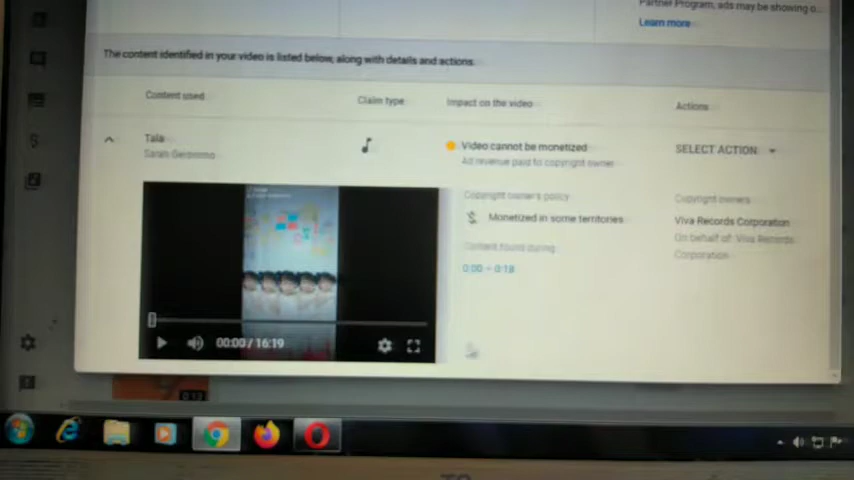 Partner Program, ads may be showing o...
Learn more
The content identified in your video is listed below, along with details and actions.
Content used
Claim type
Impact on the video
Actions
Tala
Sarah Geronimo
Video cannot be monetized
Ad revenue paid to copyright owner
SELECT ACTION
Copyright owner's policy
Monetized in some territories
Content found during
0:00 – 0:18
Copyright owners
Viva Records Corporation
On behalf of: Viva Records
Corporation
00:00 / 16:19
0:13